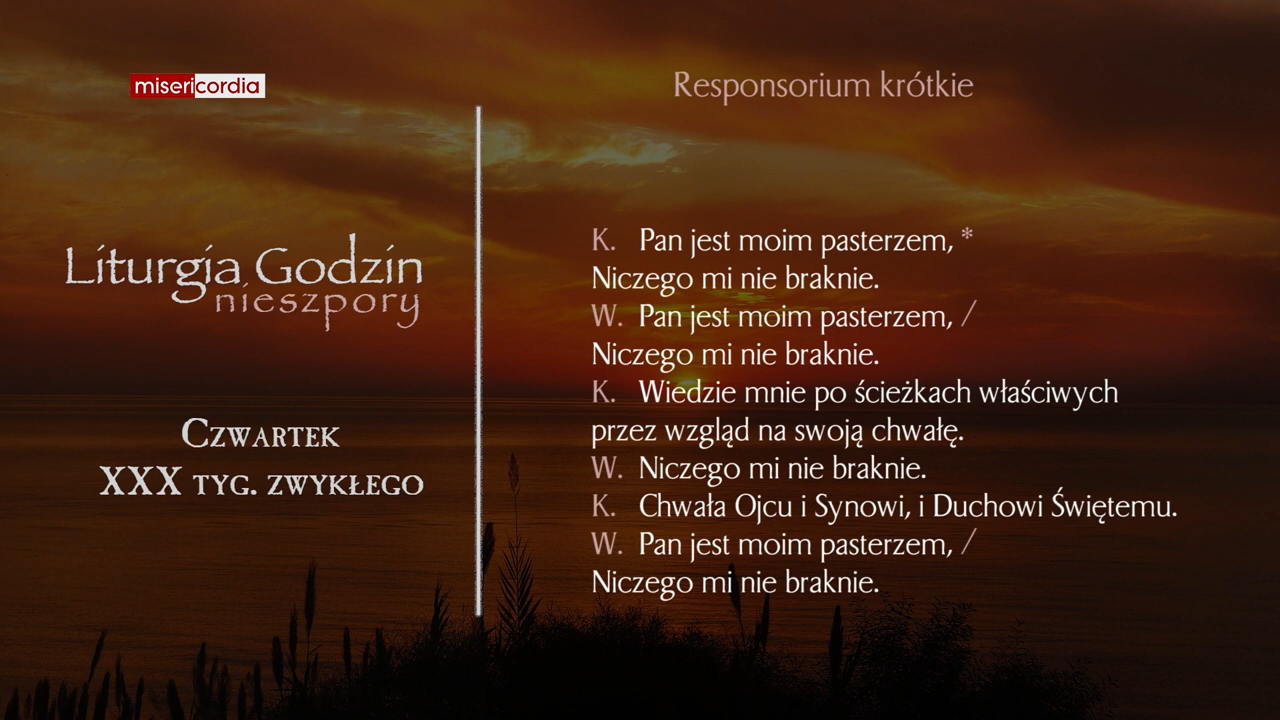 misericordia
Liturgia Godzin
nieszpory
Czwartek
XXX tyg. zwykłego
Responsorium krótkie
K. Pan jest moim pasterzem, *
Niczego mi nie braknie.
W. Pan jest moim pasterzem, /
Niczego mi nie braknie.
K. Wiedzie mnie po ścieżkach właściwych
przez wzgląd na swoją chwałę.
W. Niczego mi nie braknie.
K. Chwała Ojcu i Synowi, i Duchowi Świętemu.
W. Pan jest moim pasterzem, /
Niczego mi nie braknie.